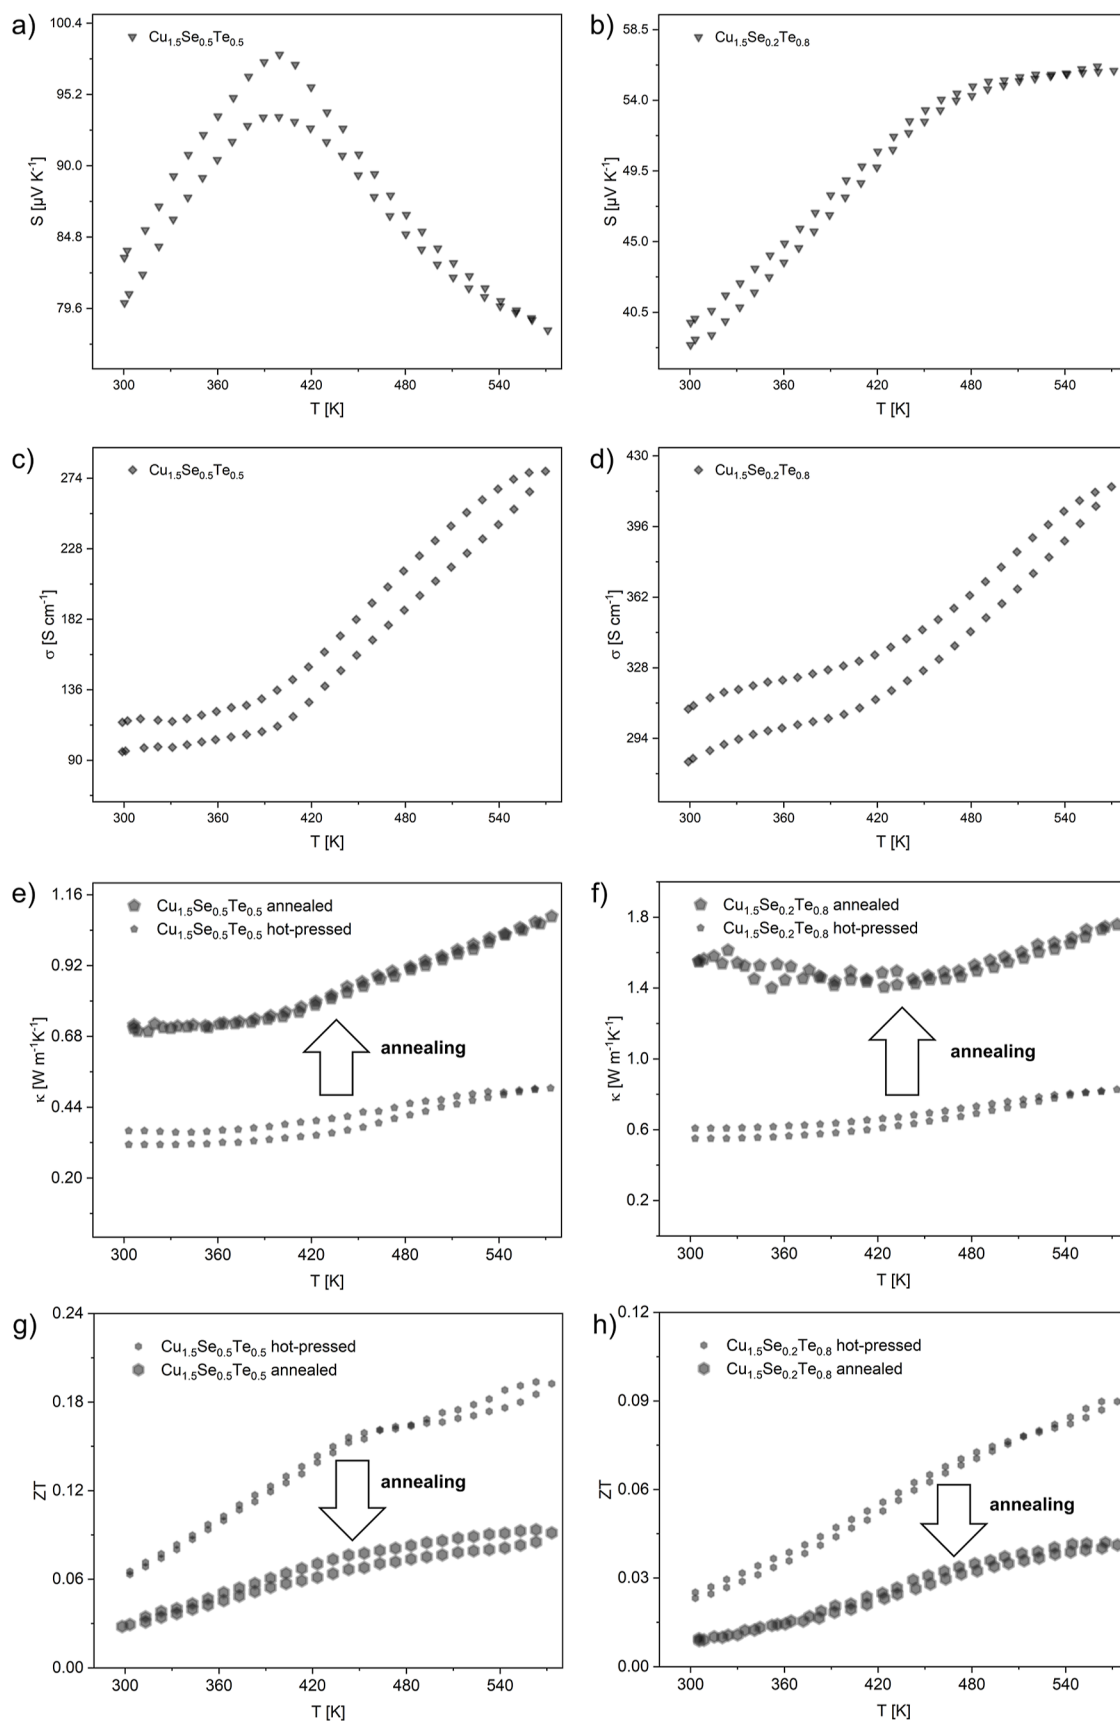 a)
Cu1.5Se0.5Te0.5
100.4
95.2
90.0
84.8
79.6
S [µV K-1]
300 360 420 480 540
T [K]
b)
Cu1.5Se0.2Te0.8
58.5
54.0
49.5
45.0
40.5
S [µV K-1]
300 360 420 480 540
T [K]
c)
Cu1.5Se0.5Te0.5
274
228
182
136
90
σ [S cm-1]
300 360 420 480 540
T [K]
d)
Cu1.5Se0.2Te0.8
430
396
362
328
294
σ [S cm-1]
300 360 420 480 540
T [K]
e)
Cu1.5Se0.5Te0.5 annealed
Cu1.5Se0.5Te0.5 hot-pressed
1.16
0.92
0.68
0.44
0.20
κ [W m-1K-1]
annealing
300 360 420 480 540
T [K]
f)
Cu1.5Se0.2Te0.8 annealed
Cu1.5Se0.2Te0.8 hot-pressed
1.8
1.4
1.0
0.6
0.2
κ [W m-1K-1]
annealing
300 360 420 480 540
T [K]
g)
Cu1.5Se0.5Te0.5 hot-pressed
Cu1.5Se0.5Te0.5 annealed
0.24
0.18
0.12
0.06
0.00
ZT
annealing
300 360 420 480 540
T [K]
h)
Cu1.5Se0.2Te0.8 hot-pressed
Cu1.5Se0.2Te0.8 annealed
0.12
0.09
0.06
0.03
0.00
ZT
annealing
300 360 420 480 540
T [K]